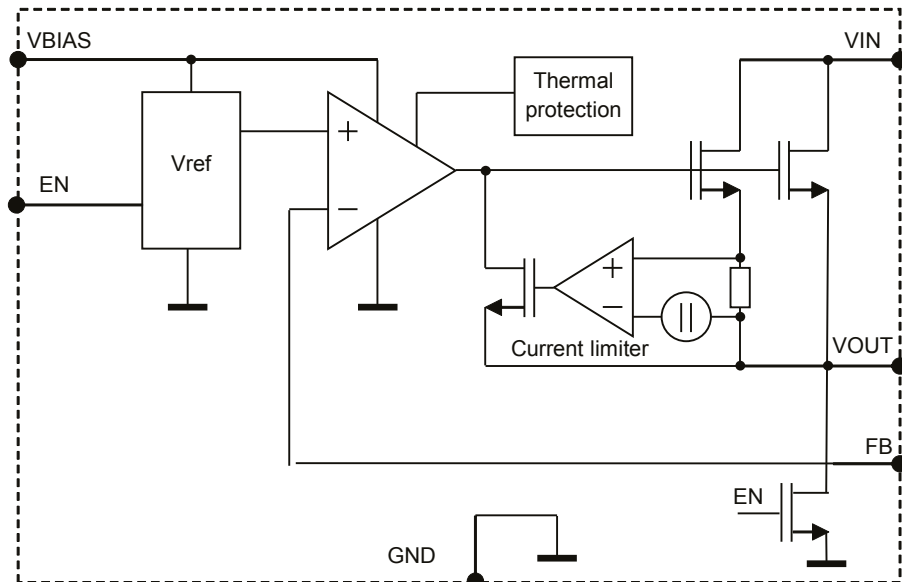 VBIAS
VIN
Thermal
protection
+
Vref
EN
−
+
−
Current limiter
VOUT
FB
EN
GND